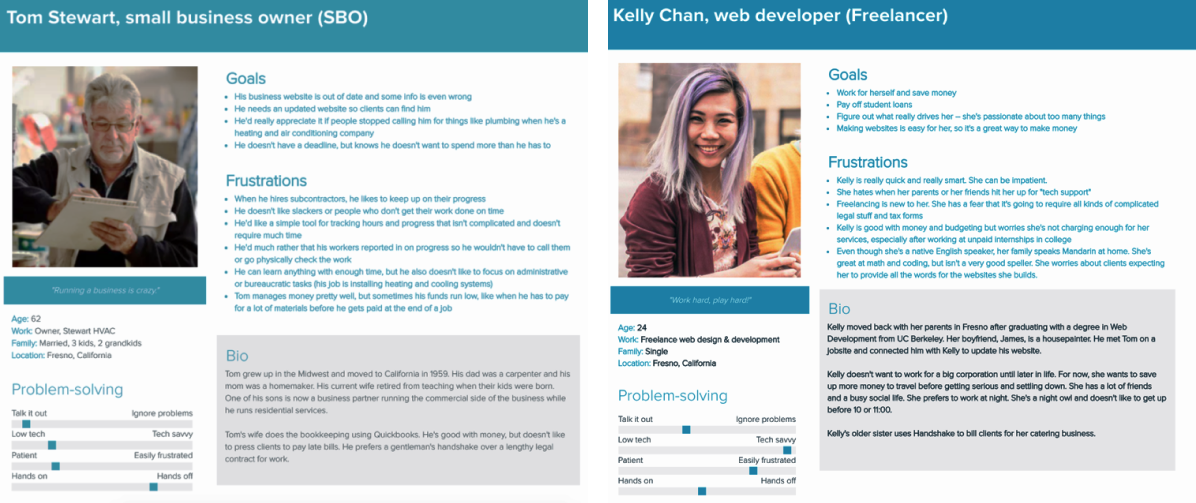 Tom Stewart, small business owner (SBO)
Goals
• His business website is out of date and some info is even wrong
• He needs an updated website so clients can find him
• He'd really appreciate it if people stopped calling him for things like plumbing when he's a
heating and air conditioning company
• He doesn't have a deadline, but knows he doesn't want to spend more than he has to
Frustrations
• When he hires subcontractors, he likes to keep up on their progress
• He doesn't like slackers or people who don't get their work done on time
• He'd like a simple tool for tracking hours and progress that isn't complicated and doesn't
require much time
• He'd much rather that his workers reported in on progress so he wouldn't have to call them
or go physically check the work
• He can learn anything with enough time, but he also doesn't like to focus on administrative
or bureaucratic tasks (his job is installing heating and cooling systems)
• Tom manages money pretty well, but sometimes his funds run low, like when he has to pay
for a lot of materials before he gets paid at the end of a job
"Running a business is crazy."
Age: 62
Work: Owner, Stewart HVAC
Family: Married, 3 kids, 2 grandkids
Location: Fresno, California
Problem-solving
Talk it out Ignore problems
Low tech Tech savvy
Patient Easily frustrated
Hands on Hands off
Bio
Tom grew up in the Midwest and moved to California in 1959. His dad was a carpenter and his
mom was a homemaker. His current wife retired from teaching when their kids were born.
One of his sons is now a business partner running the commercial side of the business while
he runs residential services.
Tom's wife does the bookkeeping using Quickbooks. He's good with money, but doesn't like
to press clients to pay late bills. He prefers a gentleman's handshake over a lengthy legal
contract for work.
Kelly Chan, web developer (Freelancer)
Goals
• Work for herself and save money
• Pay off student loans
• Figure out what really drives her – she's passionate about too many things
• Making websites is easy for her, so it's a great way to make money
Frustrations
• Kelly is really quick and really smart. She can be impatient.
• She hates when her parents or her friends hit her up for "tech support"
• Freelancing is new to her. She has a fear that it's going to require all kinds of complicated
legal stuff and tax forms
• Kelly is good with money and budgeting but worries she's not charging enough for her
services, especially after working at unpaid internships in college
• Even though she's a native English speaker, her family speaks Mandarin at home. She's
great at math and coding, but isn't a very good speller. She worries about clients expecting
her to provide all the words for the websites she builds.
"Work hard, play hard!"
Age: 24
Work: Freelance web design & development
Family: Single
Location: Fresno, California
Problem-solving
Talk it out Ignore problems
Low tech Tech savvy
Patient Easily frustrated
Hands on Hands off
Bio
Kelly moved back with her parents in Fresno after graduating with a degree in Web
Development from UC Berkeley. Her boyfriend, James, is a housepainter. He met Tom on a
jobsite and connected him with Kelly to update his website.
Kelly doesn't want to work for a big corporation until later in life. For now, she wants to save
up more money to travel before getting serious and settling down. She has a lot of friends
and a busy social life. She prefers to work at night. She's a night owl and doesn't like to get up
before 10 or 11:00.
Kelly's older sister uses Handshake to bill clients for her catering business.